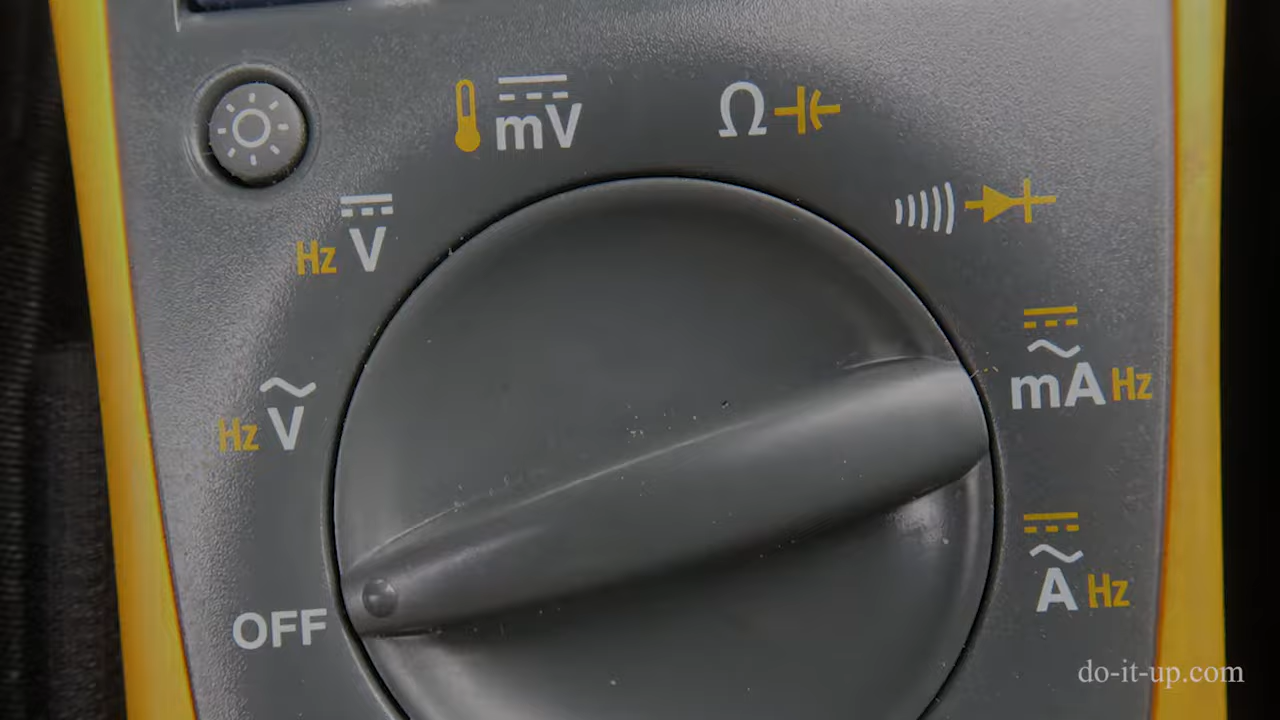 mV
Ω
Hz V
mA Hz
Hz V
A Hz
OFF
do-it-up.com